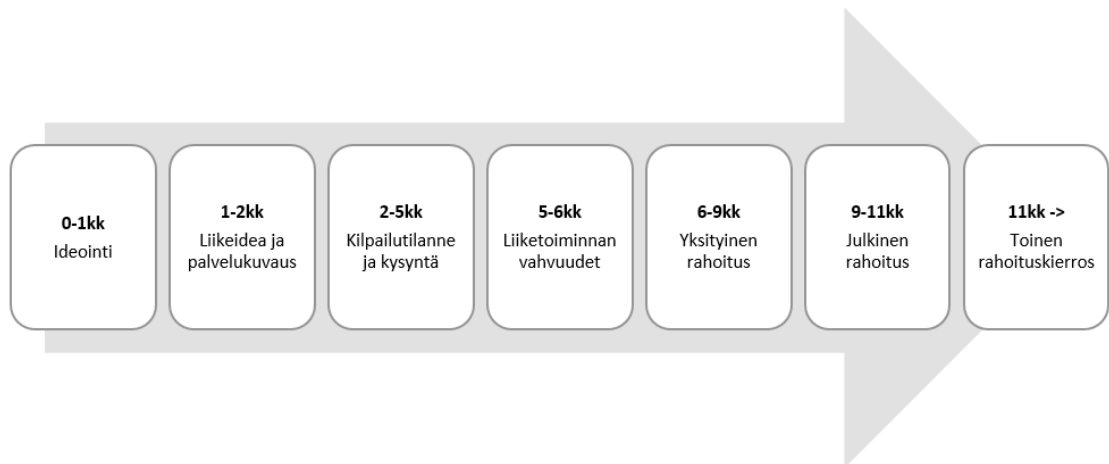 0-1kk
Ideointi
1-2kk
Liikeidea ja
palvelukuvaus
2-5kk
Kilpailutilanne
ja kysyntä
5-6kk
Liiketoiminnan
vahvuudet
6-9kk
Yksityinen
rahoitus
9-11kk
Julkinen
rahoitus
11kk ->
Toinen
rahoituskierros